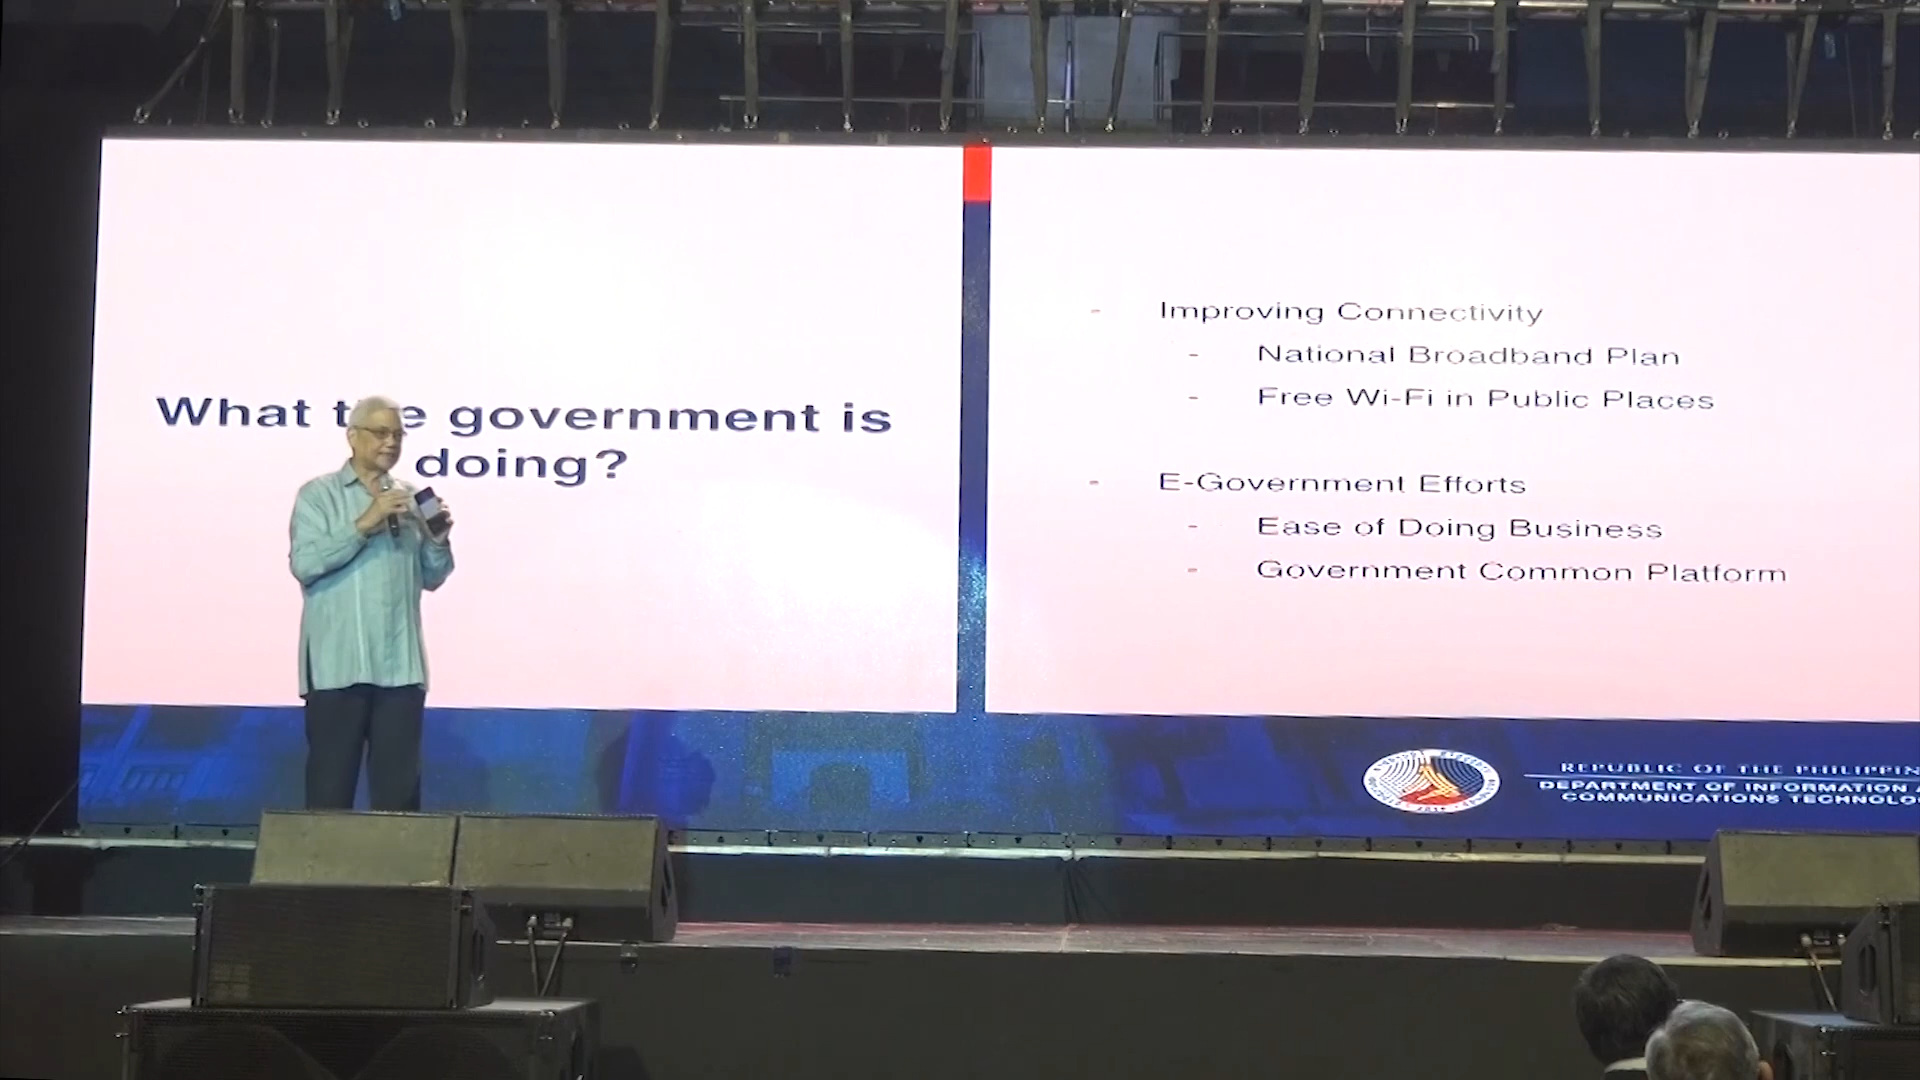 What the government is
doing?
- Improving Connectivity
- National Broadband Plan
- Free Wi-Fi in Public Places
- E-Government Efforts
- Ease of Doing Business
- Government Common Platform
REPUBLIC OF THE PHILIPPIN
DEPARTMENT OF INFORMATION A
COMMUNICATIONS TECHNOLO